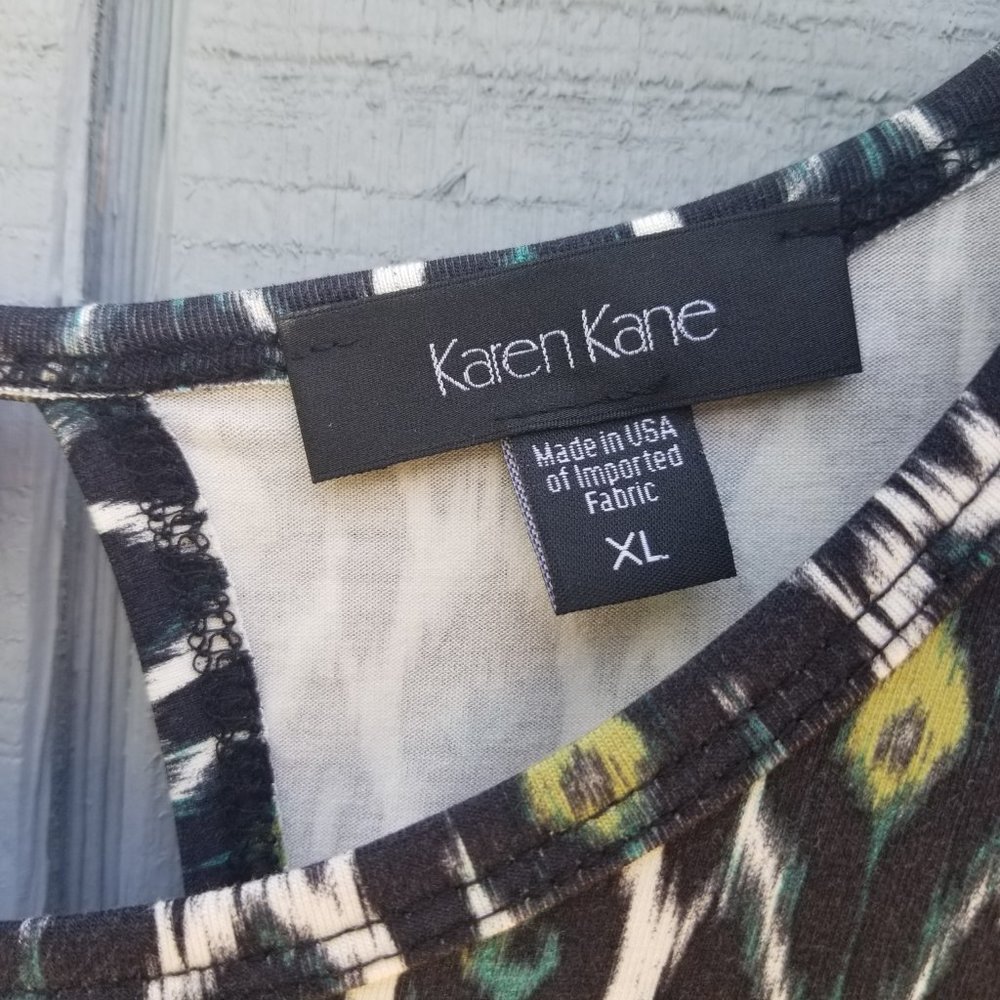 Karen Kane
Made in USA
of Imported
Fabric
XL